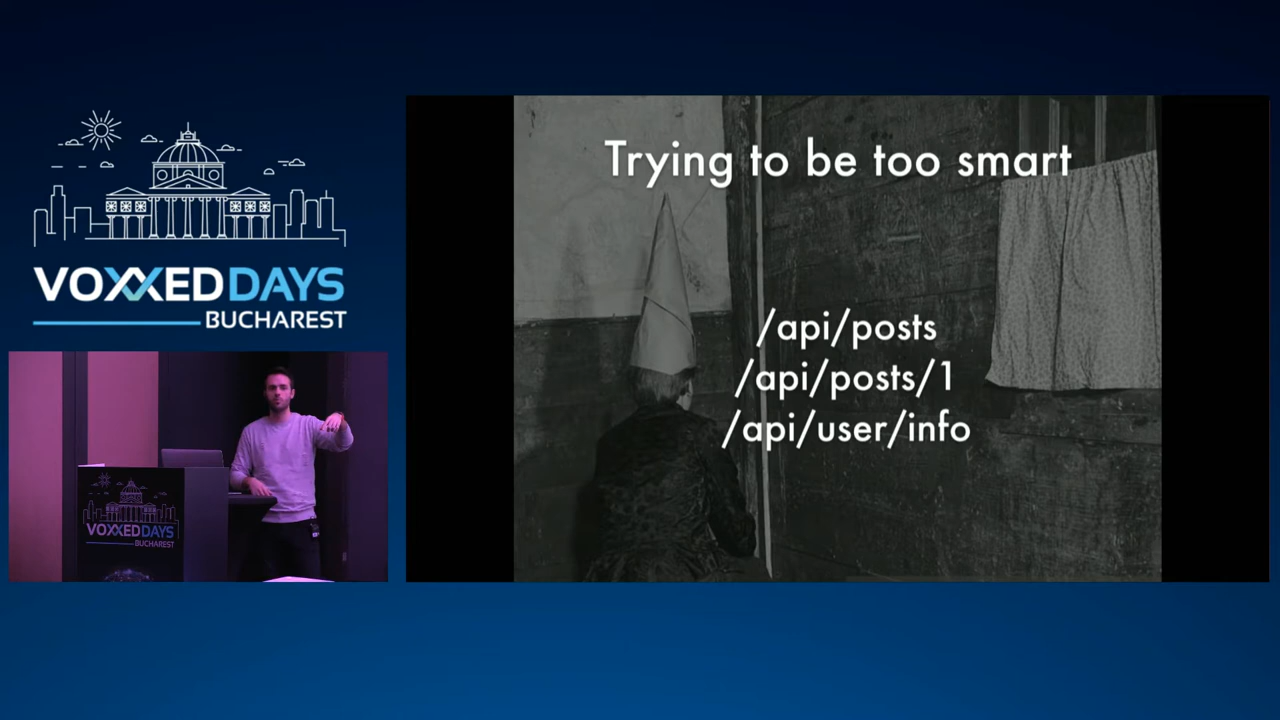 VOXXEDDAYS
BUCHAREST
VOXXEDDAYS
BUCHAREST
Trying to be too smart
/api/posts
/api/posts/1
/api/user/info